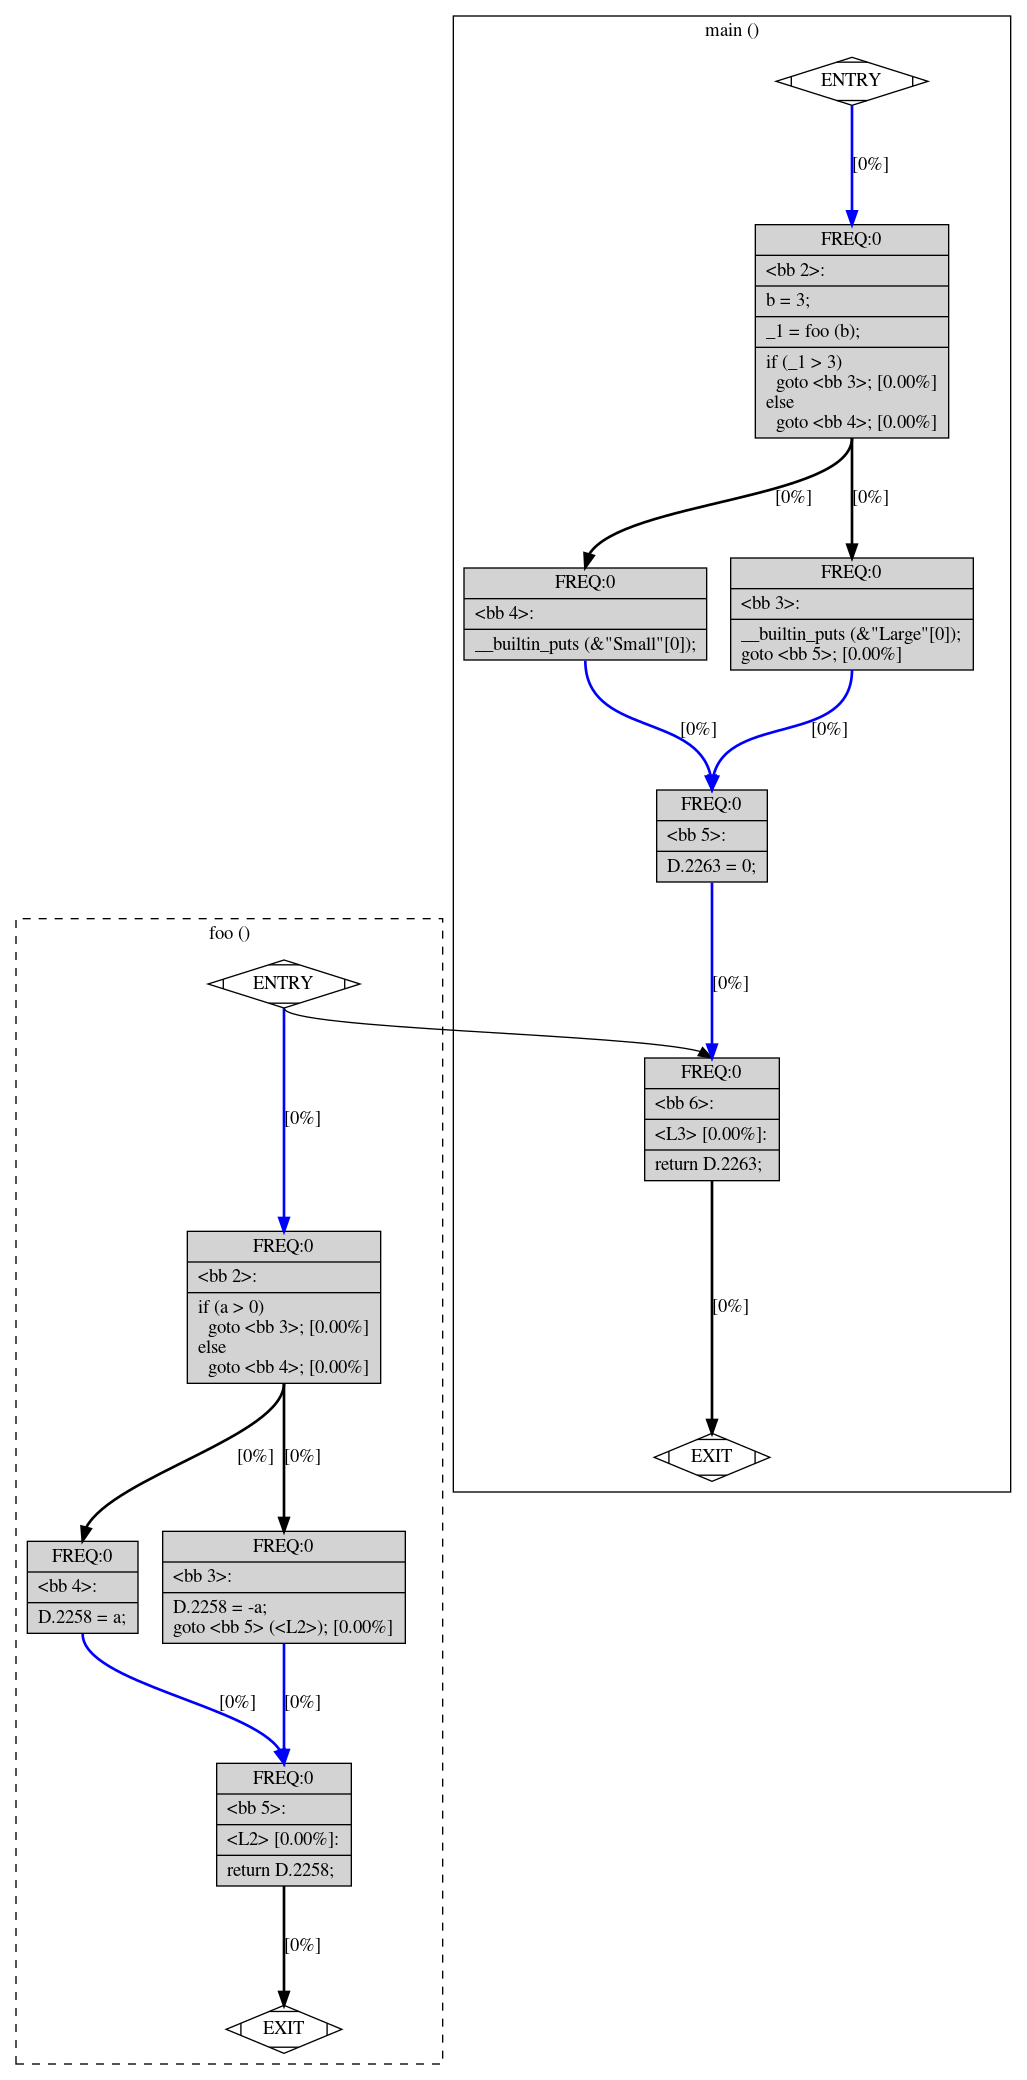 main ()
ENTRY
[0%]
FREQ:0
<bb 2>:
b = 3;
_1 = foo (b);
if (_1 > 3)
  goto <bb 3>; [0.00%]
else
  goto <bb 4>; [0.00%]
[0%]
[0%]
FREQ:0
<bb 4>:
__builtin_puts (&"Small"[0]);
FREQ:0
<bb 3>:
__builtin_puts (&"Large"[0]);
goto <bb 5>; [0.00%]
[0%]
[0%]
FREQ:0
<bb 5>:
D.2263 = 0;
[0%]
FREQ:0
<bb 6>:
<L3> [0.00%]:
return D.2263;
[0%]
EXIT
foo ()
ENTRY
[0%]
FREQ:0
<bb 2>:
if (a > 0)
  goto <bb 3>; [0.00%]
else
  goto <bb 4>; [0.00%]
[0%]
[0%]
FREQ:0
<bb 4>:
D.2258 = a;
FREQ:0
<bb 3>:
D.2258 = -a;
goto <bb 5> (<L2>); [0.00%]
[0%]
[0%]
FREQ:0
<bb 5>:
<L2> [0.00%]:
return D.2258;
[0%]
EXIT